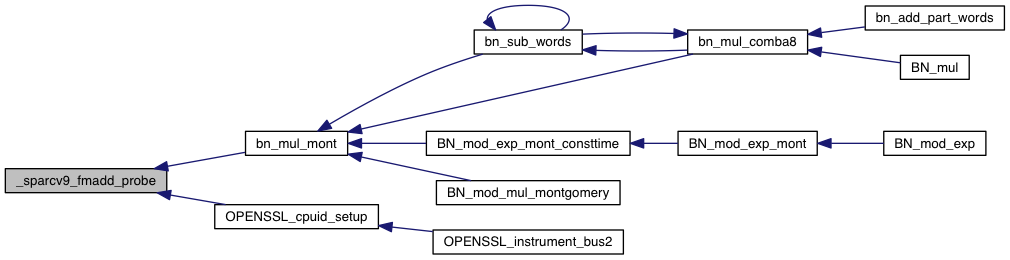 bn_add_part_words
bn_sub_words
bn_mul_comba8
BN_mul
bn_mul_mont
BN_mod_exp_mont_consttime
BN_mod_exp_mont
BN_mod_exp
_sparcv9_fmadd_probe
BN_mod_mul_montgomery
OPENSSL_cpuid_setup
OPENSSL_instrument_bus2